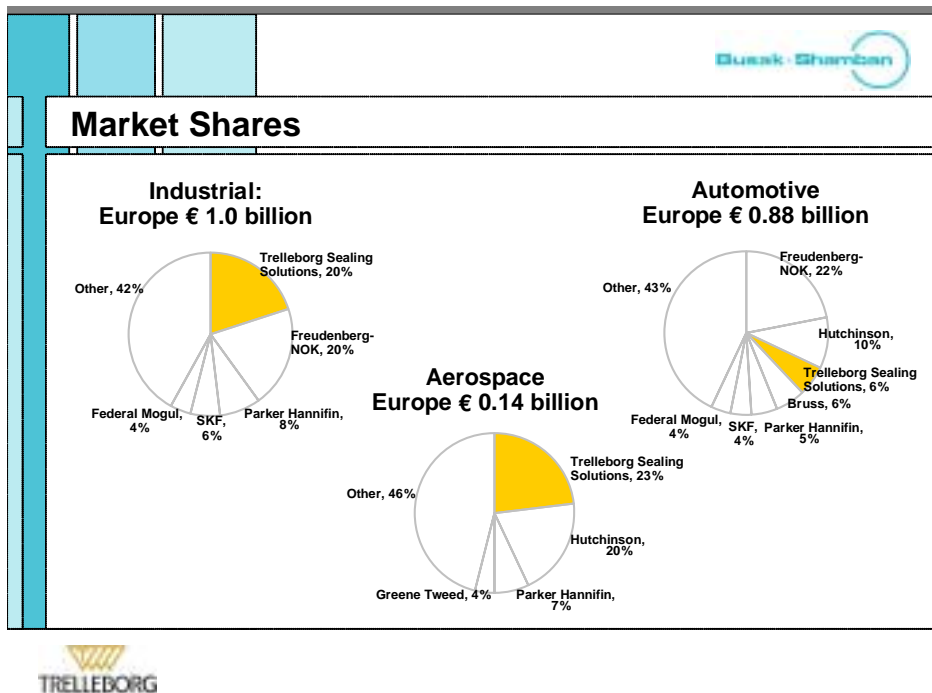 Busak+Shamban
Market Shares
Industrial:
Europe € 1.0 billion
Trelleborg Sealing
Solutions, 20%
Freudenberg-
NOK, 20%
Parker Hannifin,
8%
SKF,
6%
Federal Mogul,
4%
Other, 42%
Aerospace
Europe € 0.14 billion
Trelleborg Sealing
Solutions, 23%
Hutchinson,
20%
Parker Hannifin,
7%
Greene Tweed, 4%
Other, 46%
Automotive
Europe € 0.88 billion
Freudenberg-
NOK, 22%
Hutchinson,
10%
Trelleborg Sealing
Solutions, 6%
Bruss, 6%
Parker Hannifin,
5%
SKF,
4%
Federal Mogul,
4%
Other, 43%
TRELLEBORG